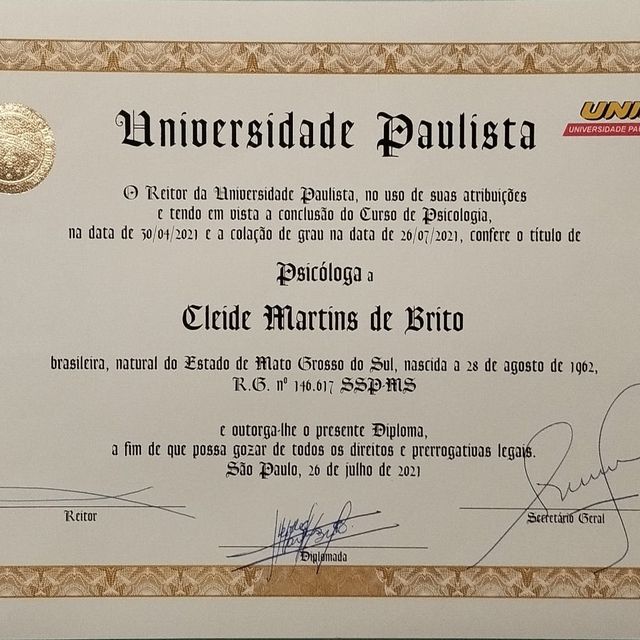 Universidade Paulista
UNI
UNIVERSIDADE PAU
O Reitor da Universidade Paulista, no uso de suas atribuições
e tendo em vista a conclusão do Curso de Psicologia,
na data de 30/04/2021 e a colação de grau na data de 26/07/2021, confere o título de
Psicóloga a
Cleide Martins de Brito
brasileira, natural do Estado de Mato Grosso do Sul, nascida a 28 de agosto de 1962,
R.G. nº 146.617 SSP-MS
e outorga-lhe o presente Diploma,
a fim de que possa gozar de todos os direitos e prerrogativas legais.
São Paulo, 26 de julho de 2021
Reitor
Diplomada
Secretário Geral